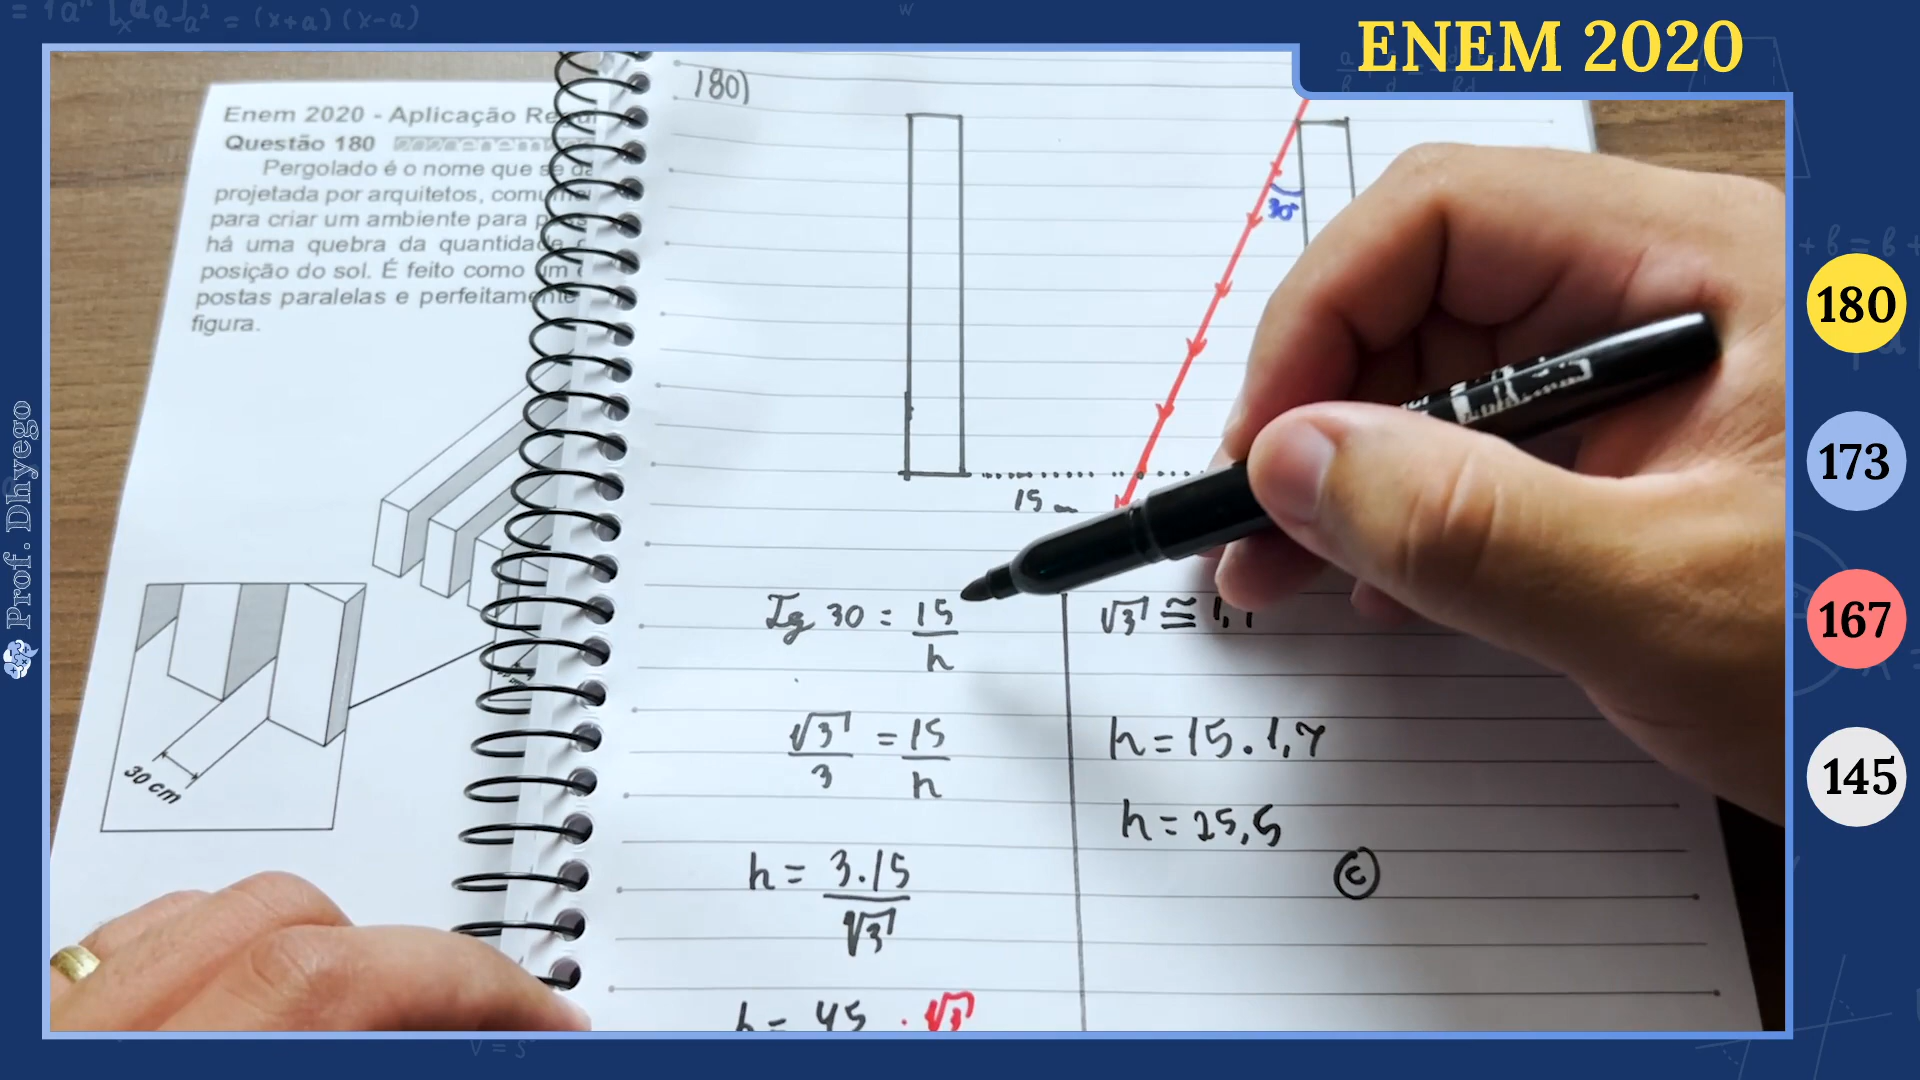 ENEM 2020
Enem 2020 - Aplicação
Questão 180
Pergolado é o nome que se
projetada por arquitetos,
para criar um ambiente para
há uma quebra da quantidade
posição do sol. É feito como um
postas paralelas e perfeitamente
figura.
30 cm
180)
30°
15
Tg 30 = 15
h
√3 = 15
3 h
h = 3.15
√3
h = 45 . √3
√3 ≅ 1,7
h = 15.1,7
h = 25,5
C
180
173
167
145
Prof. Dhyego
= (x+a) (x-a)